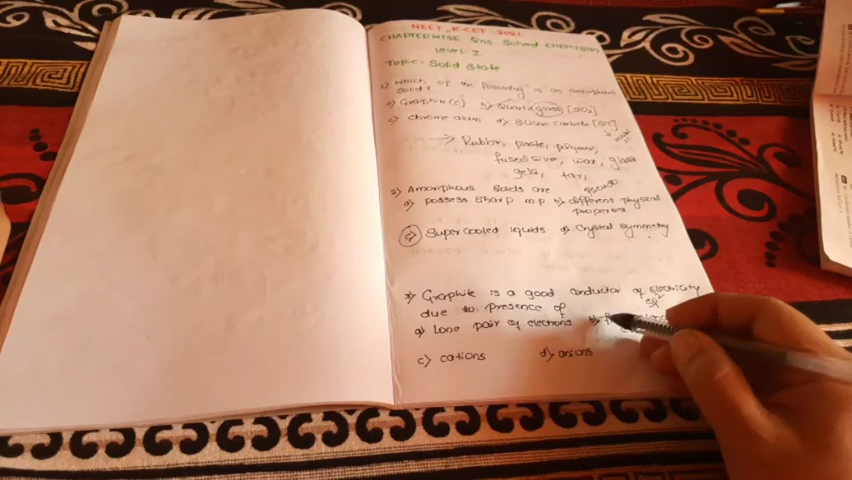 NEET, K-CET - 2021
CHAPTERWISE Qns Solved Chemistry
Level I.
Topic: Solid State
1) Which of the following is an amorphous
solid?
a) Graphite (C) b) Quartz glass [SiO2]
c) chrome alum d) Silicon carbide [SiC]
→ Rubber, plastic, polymer,
wax, glass
gels, tar,
2) Amorphous Solids are pseudo
a) possess Sharp m.p b) different physical
properties
c) Supercooled liquids d) Crystal Symmetry
3) Graphite is a good conductor of electricity
due to presence of sp2
a) Lone pair of electrons b)
c) cations d) anions